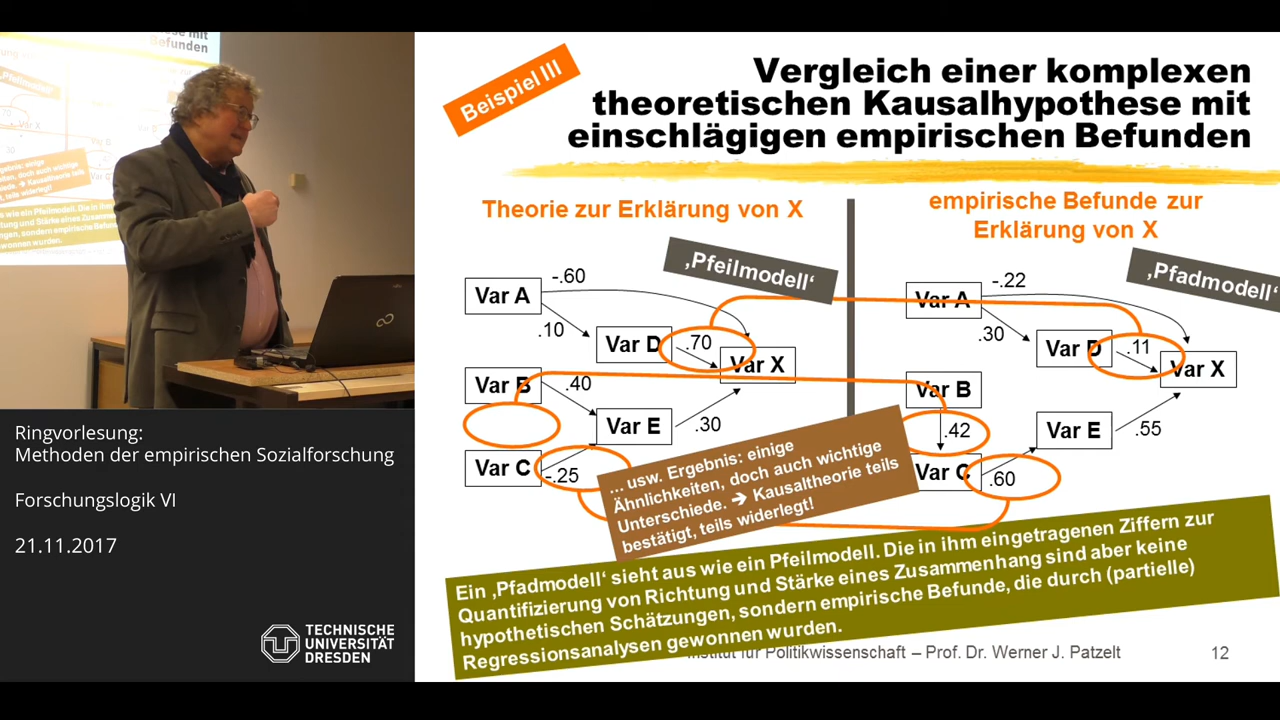 Beispiel III
Vergleich einer komplexen
theoretischen Kausalhypothese mit
einschlägigen empirischen Befunden
Theorie zur Erklärung von X
empirische Befunde zur
Erklärung von X
‚Pfeilmodell‘
‚Pfadmodell‘
Var A
-.60
.10
Var D
.70
Var X
Var B
.40
Var E
.30
Var C
-.25
Var A
-.22
.30
Var D
.11
Var X
Var B
.42
Var E
.55
Var C
.60
... usw. Ergebnis: einige
Ähnlichkeiten, doch auch wichtige
Unterschiede. ➔ Kausaltheorie teils
bestätigt, teils widerlegt!
Ein ‚Pfadmodell‘ sieht aus wie ein Pfeilmodell. Die in ihm eingetragenen Ziffern zur
Quantifizierung von Richtung und Stärke eines Zusammenhang sind aber keine
hypothetischen Schätzungen, sondern empirische Befunde, die durch (partielle)
Regressionsanalysen gewonnen wurden.
für Politikwissenschaft – Prof. Dr. Werner J. Patzelt
12
Ringvorlesung:
Methoden der empirischen Sozialforschung
Forschungslogik VI
21.11.2017
TECHNISCHE
UNIVERSITÄT
DRESDEN